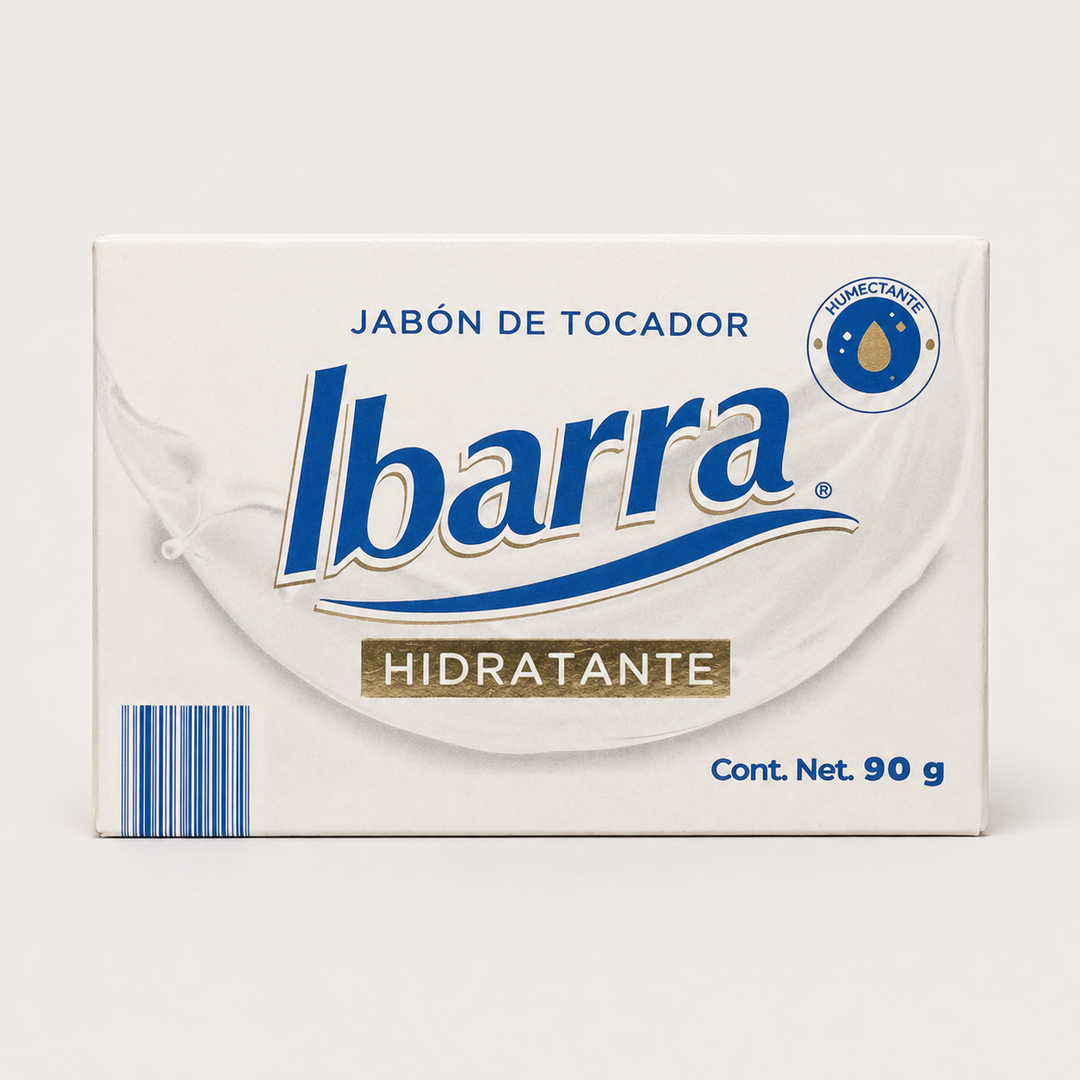 JABÓN DE TOCADOR
HUMECTANTE
Ibarra ®
HIDRATANTE
Cont. Net. 90 g